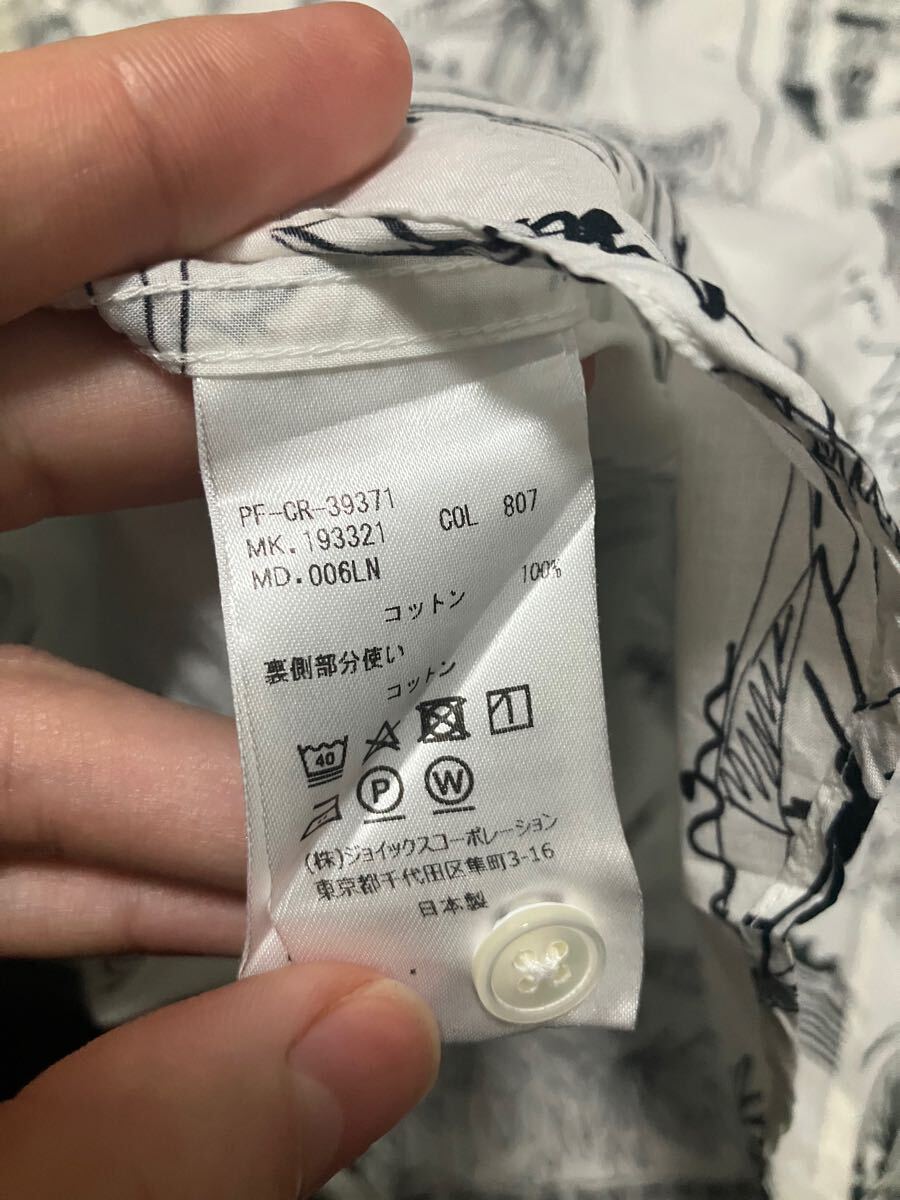 PF-CR-39371
MK.193321 COL 807
MD.006LN
コットン 100%
裏側部分使い
コットン
40
P W
(株)ジョイックスコーポレーション
東京都千代田区隼町3-16
日本製